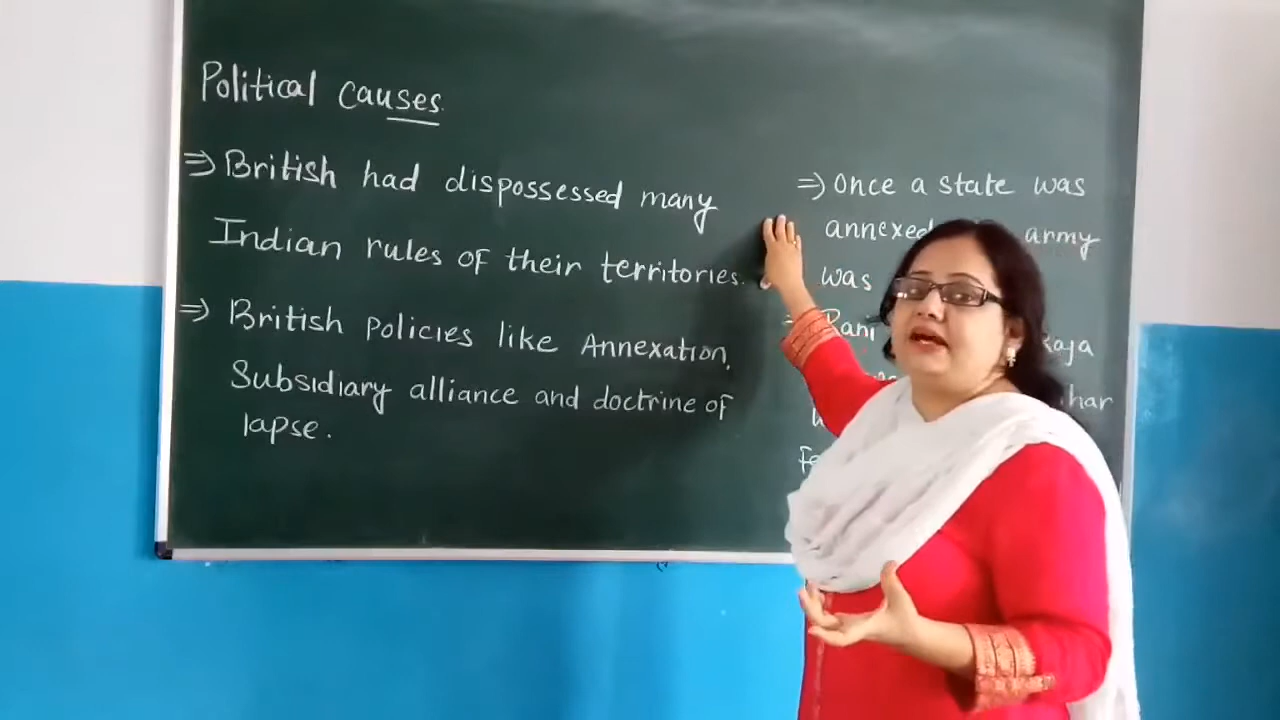 Political causes.
⇒ British had dispossessed many
Indian rules of their territories.
⇒ British policies like Annexation,
Subsidiary alliance and doctrine of
lapse.
⇒ Once a state was
annexed army
was
Rani Raja